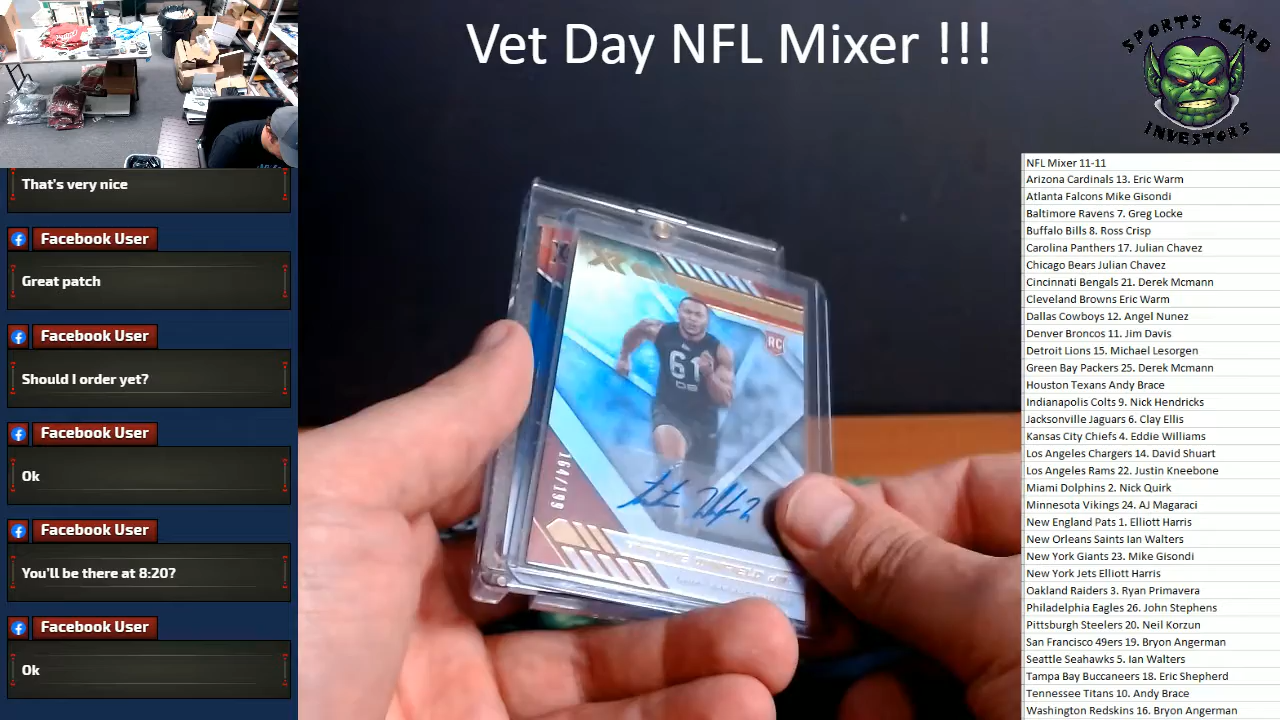 Vet Day NFL Mixer !!!
SPORTS CARD
INVESTORS
That's very nice
Facebook User
Great patch
Facebook User
Should I order yet?
Facebook User
Ok
Facebook User
You'll be there at 8:20?
Facebook User
Ok
XR
RC
61
DB
164/199
NFL Mixer 11-11
Arizona Cardinals 13. Eric Warm
Atlanta Falcons Mike Gisondi
Baltimore Ravens 7. Greg Locke
Buffalo Bills 8. Ross Crisp
Carolina Panthers 17. Julian Chavez
Chicago Bears Julian Chavez
Cincinnati Bengals 21. Derek Mcmann
Cleveland Browns Eric Warm
Dallas Cowboys 12. Angel Nunez
Denver Broncos 11. Jim Davis
Detroit Lions 15. Michael Lesorgen
Green Bay Packers 25. Derek Mcmann
Houston Texans Andy Brace
Indianapolis Colts 9. Nick Hendricks
Jacksonville Jaguars 6. Clay Ellis
Kansas City Chiefs 4. Eddie Williams
Los Angeles Chargers 14. David Shuart
Los Angeles Rams 22. Justin Kneebone
Miami Dolphins 2. Nick Quirk
Minnesota Vikings 24. AJ Magaraci
New England Pats 1. Elliott Harris
New Orleans Saints Ian Walters
New York Giants 23. Mike Gisondi
New York Jets Elliott Harris
Oakland Raiders 3. Ryan Primavera
Philadelphia Eagles 26. John Stephens
Pittsburgh Steelers 20. Neil Korzun
San Francisco 49ers 19. Bryon Angerman
Seattle Seahawks 5. Ian Walters
Tampa Bay Buccaneers 18. Eric Shepherd
Tennessee Titans 10. Andy Brace
Washington Redskins 16. Bryon Angerman